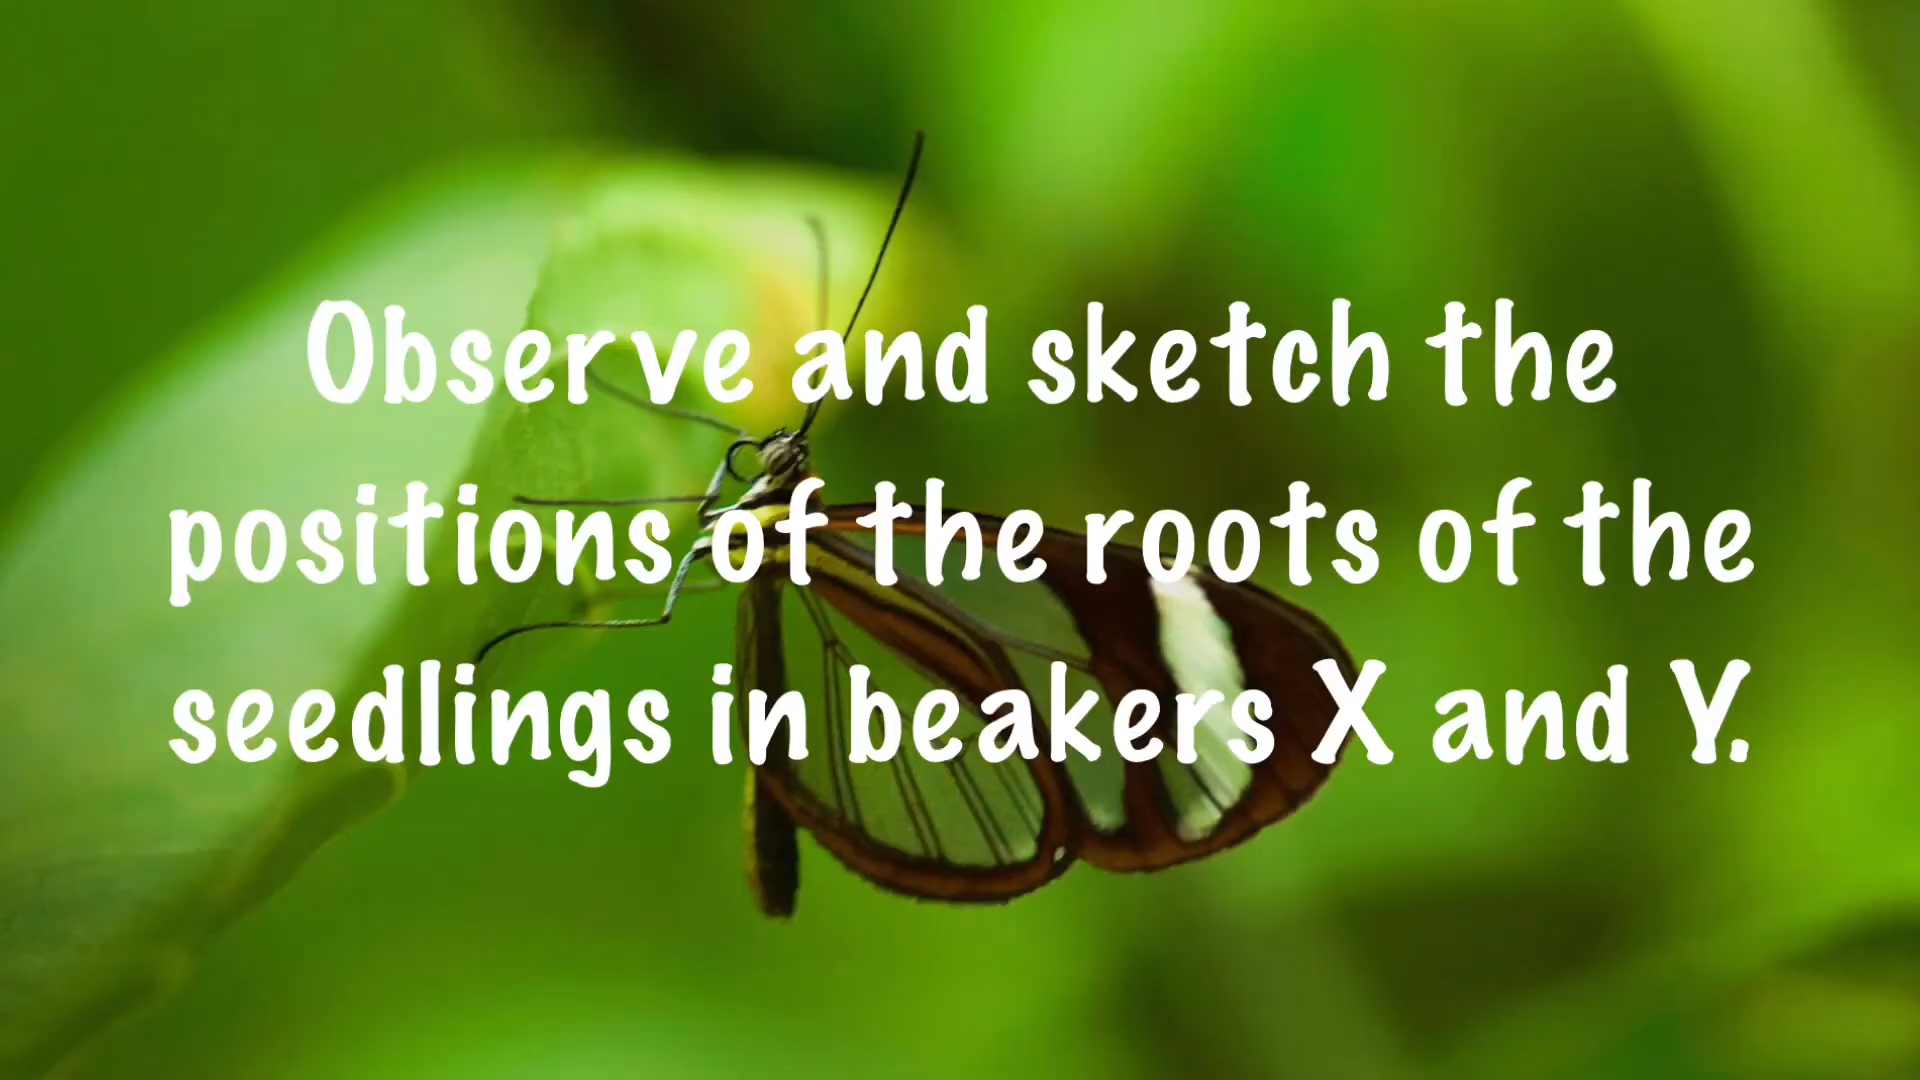 Observe and sketch the
positions of the roots of the
seedlings in beakers X and Y.